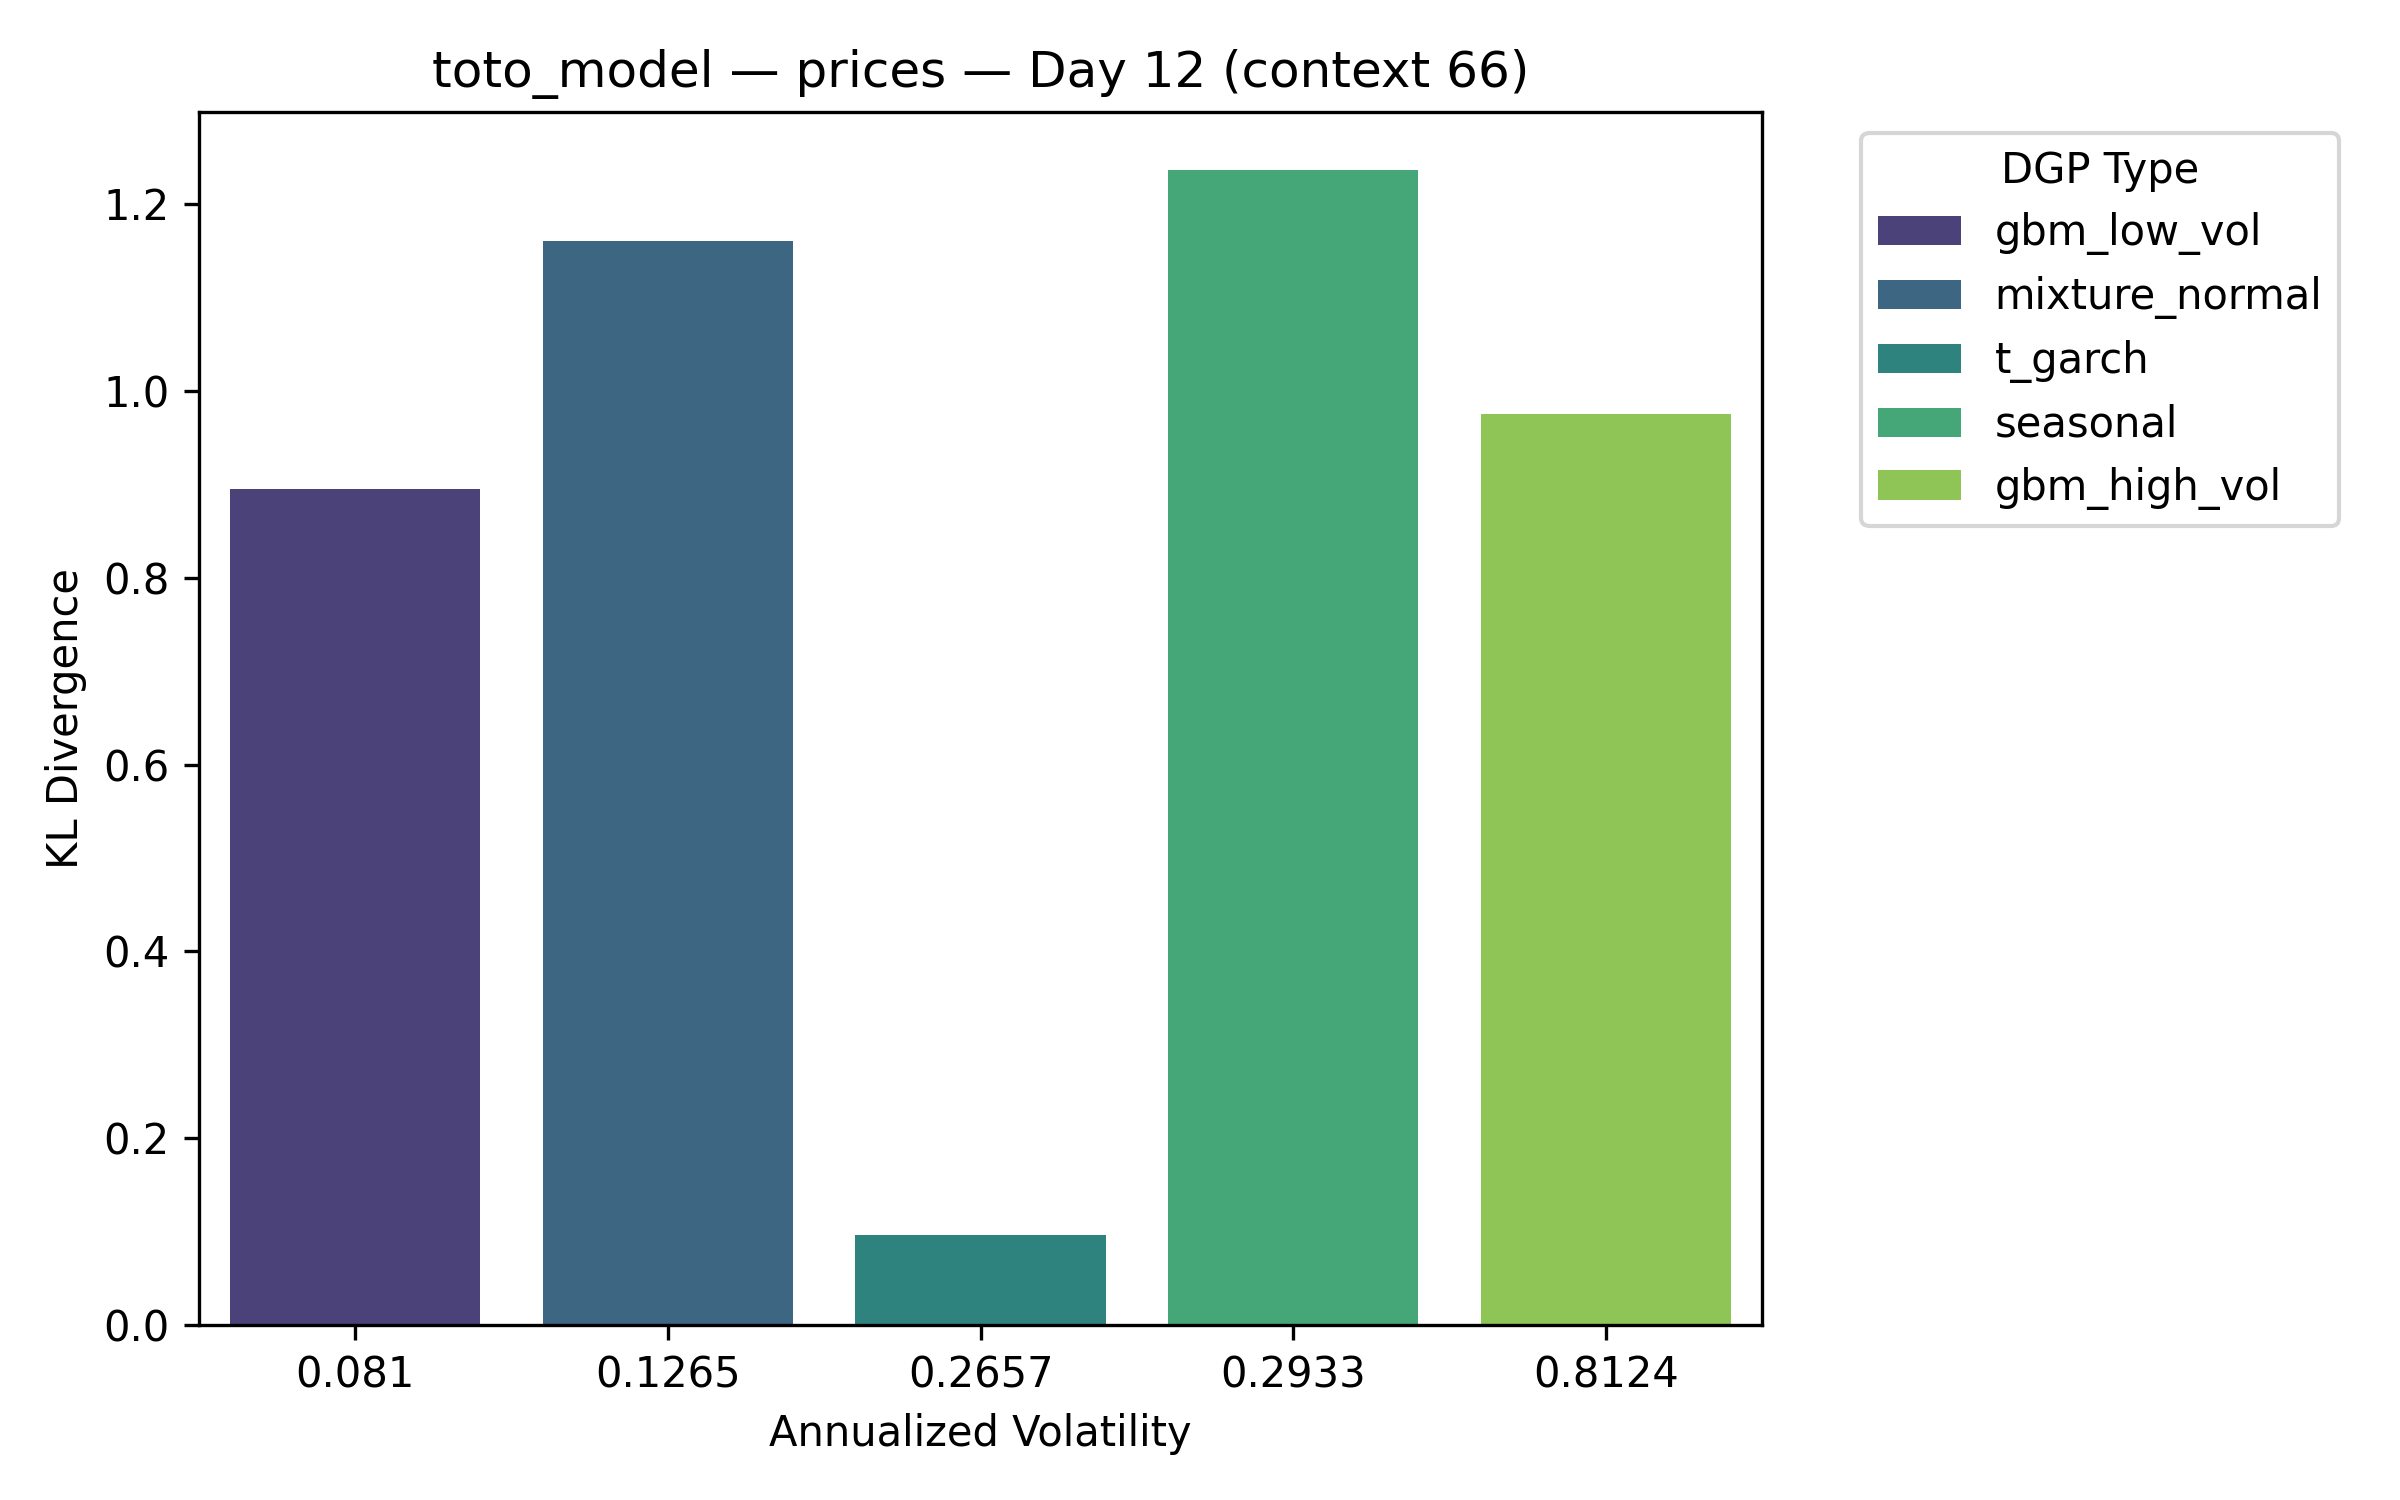 toto_model — prices — Day 12 (context 66)
KL Divergence
1.2
1.0
0.8
0.6
0.4
0.2
0.0
0.081 0.1265 0.2657 0.2933 0.8124
Annualized Volatility
DGP Type
gbm_low_vol
mixture_normal
t_garch
seasonal
gbm_high_vol